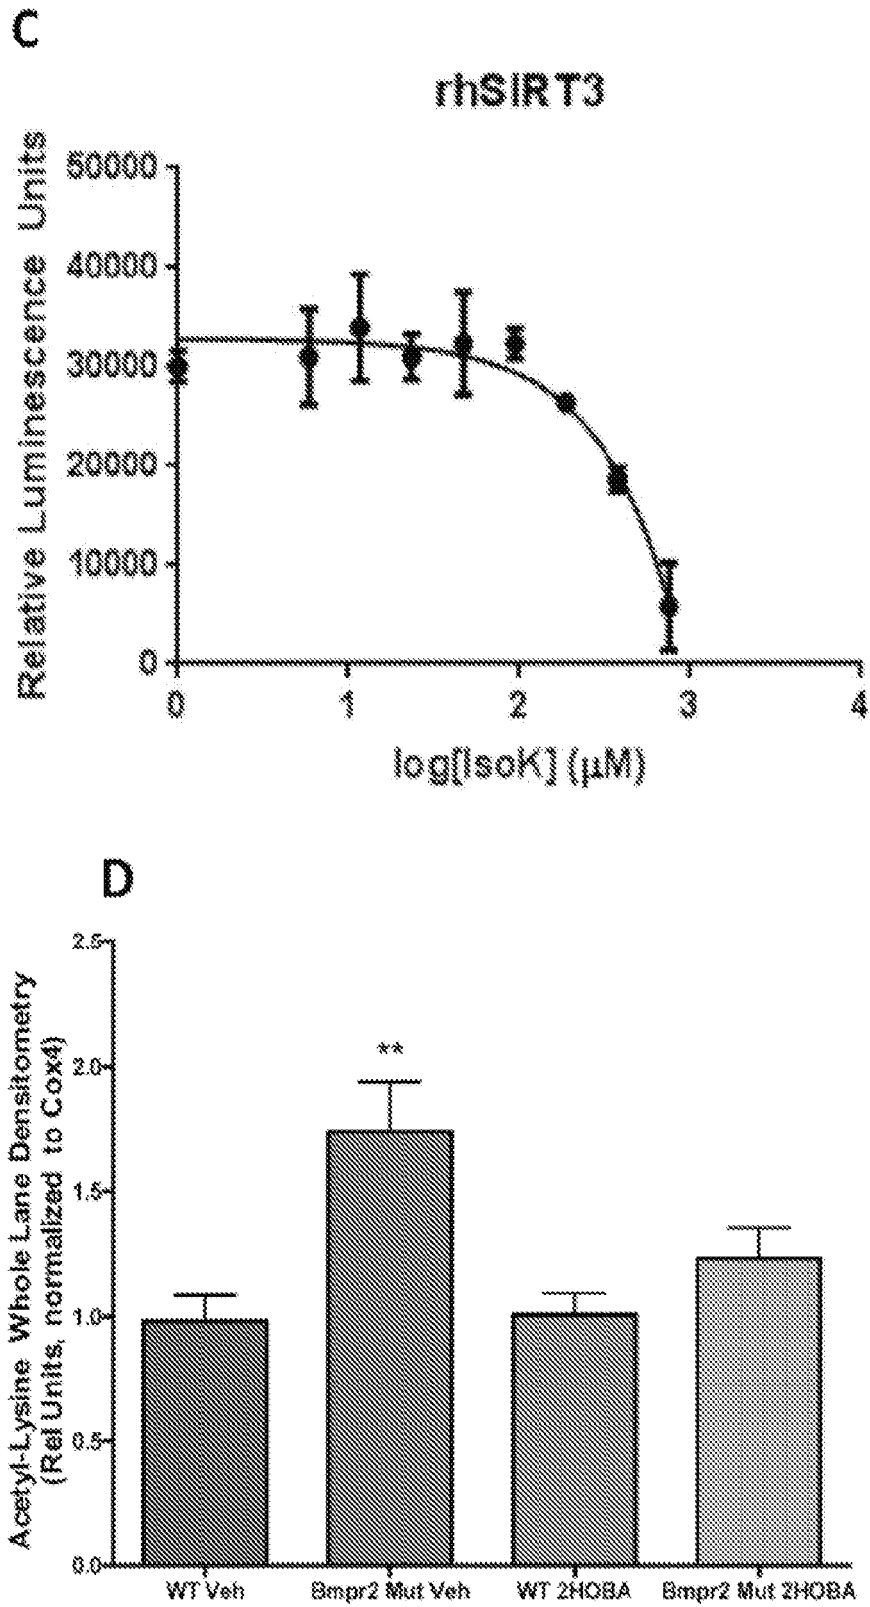 C
rhSIRT3
Relative Luminescence Units
50000
40000
30000
20000
10000
0
0 1 2 3 4
log[IsoK] (μM)
D
Acetyl-Lysine Whole Lane Densitometry
(Rel Units, normalized to Cox4)
2.5
2.0
**
1.5
1.0
0.5
0.0
WT Veh Bmpr2 Mut Veh WT 2HOBA Bmpr2 Mut 2HOBA